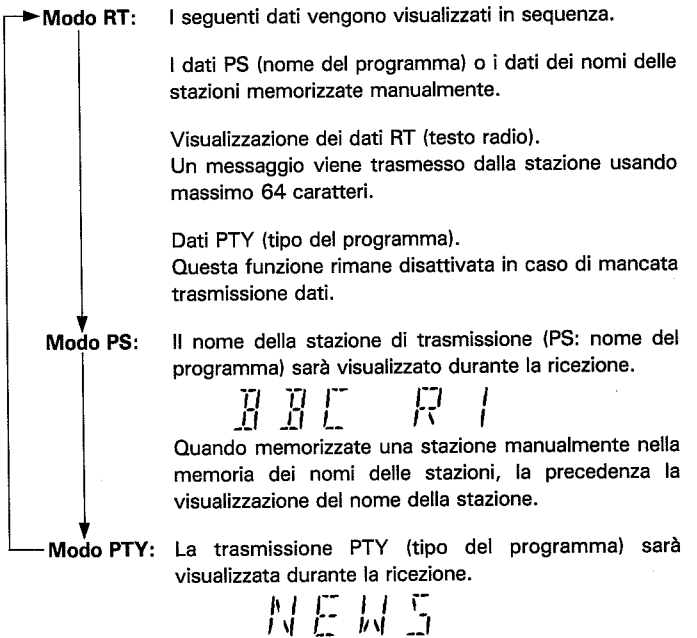 Modo RT: I seguenti dati vengono visualizzati in sequenza.
I dati PS (nome del programma) o i dati dei nomi delle
stazioni memorizzate manualmente.
Visualizzazione dei dati RT (testo radio).
Un messaggio viene trasmesso dalla stazione usando
massimo 64 caratteri.
Dati PTY (tipo del programma).
Questa funzione rimane disattivata in caso di mancata
trasmissione dati.
Modo PS: Il nome della stazione di trasmissione (PS: nome del
programma) sarà visualizzato durante la ricezione.
BBC R1
Quando memorizzate una stazione manualmente nella
memoria dei nomi delle stazioni, la precedenza la
visualizzazione del nome della stazione.
Modo PTY: La trasmissione PTY (tipo del programma) sarà
visualizzata durante la ricezione.
NEWS